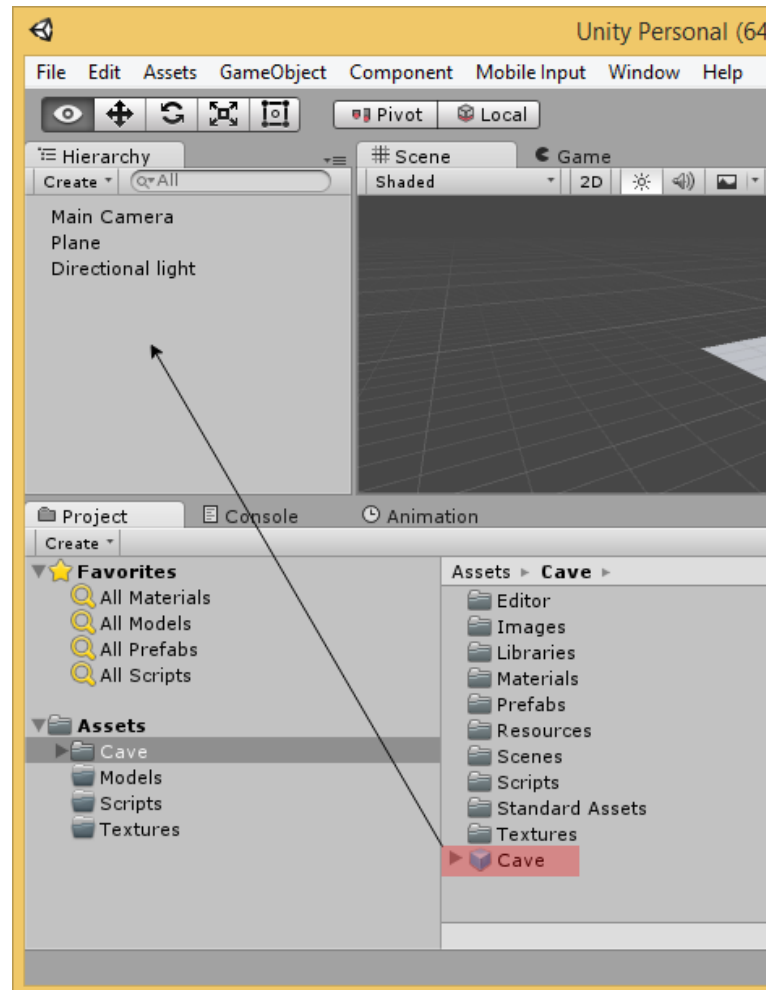 Unity Personal (64
File Edit Assets GameObject Component Mobile Input Window Help
Pivot Local
Hierarchy
Create All
Main Camera
Plane
Directional light
Scene Game
Shaded 2D
Project Console Animation
Create
Favorites
All Materials
All Models
All Prefabs
All Scripts
Assets
Cave
Models
Scripts
Textures
Assets Cave
Editor
Images
Libraries
Materials
Prefabs
Resources
Scenes
Scripts
Standard Assets
Textures
Cave